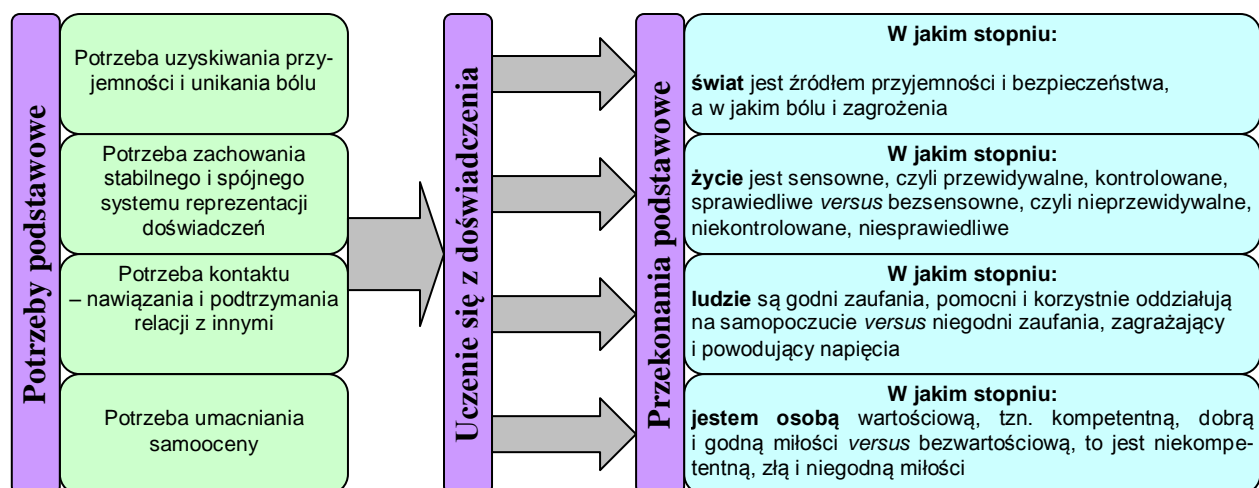 Potrzeby podstawowe
Potrzeba uzyskiwania przy-
jemności i unikania bólu
Potrzeba zachowania
stabilnego i spójnego
systemu reprezentacji
doświadczeń
Potrzeba kontaktu
– nawiązania i podtrzymania
relacji z innymi
Potrzeba umacniania
samooceny
Uczenie się z doświadczenia
Przekonania podstawowe
W jakim stopniu:
świat jest źródłem przyjemności i bezpieczeństwa,
a w jakim bólu i zagrożenia
W jakim stopniu:
życie jest sensowne, czyli przewidywalne, kontrolowane,
sprawiedliwe versus bezsensowne, czyli nieprzewidywalne,
niekontrolowane, niesprawiedliwe
W jakim stopniu:
ludzie są godni zaufania, pomocni i korzystnie oddziałują
na samopoczucie versus niegodni zaufania, zagrażający
i powodujący napięcia
W jakim stopniu:
jestem osobą wartościową, tzn. kompetentną, dobrą
i godną miłości versus bezwartościową, to jest niekompe-
tentną, złą i niegodną miłości